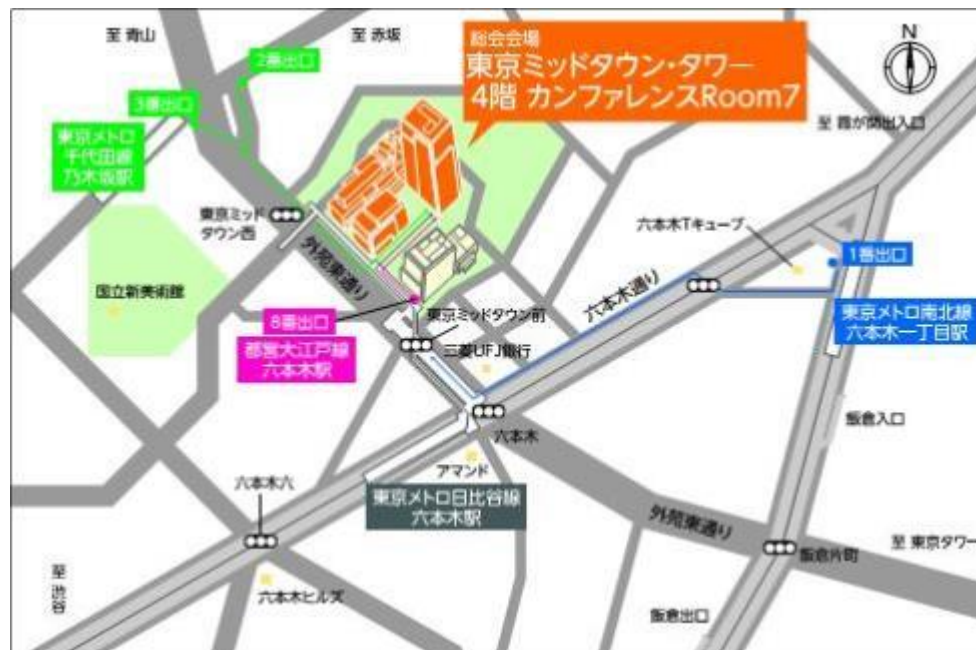 至 青山
至 赤坂
総会会場
東京ミッドタウン・タワー
4階 カンファレンスRoom7
N
2番出口
3番出口
東京メトロ
千代田線
乃木坂駅
至 霞が関出入口
東京ミッド
タウン西
六本木Tキューブ
1番出口
外苑東通り
六本木通り
国立新美術館
東京メトロ南北線
六本木一丁目駅
8番出口
東京ミッドタウン前
都営大江戸線
六本木駅
三菱UFJ銀行
飯倉入口
六本木
アマンド
六本木六
東京メトロ日比谷線
六本木駅
外苑東通り
至 東京タワー
飯倉片町
至 渋谷
六本木ヒルズ
飯倉出口